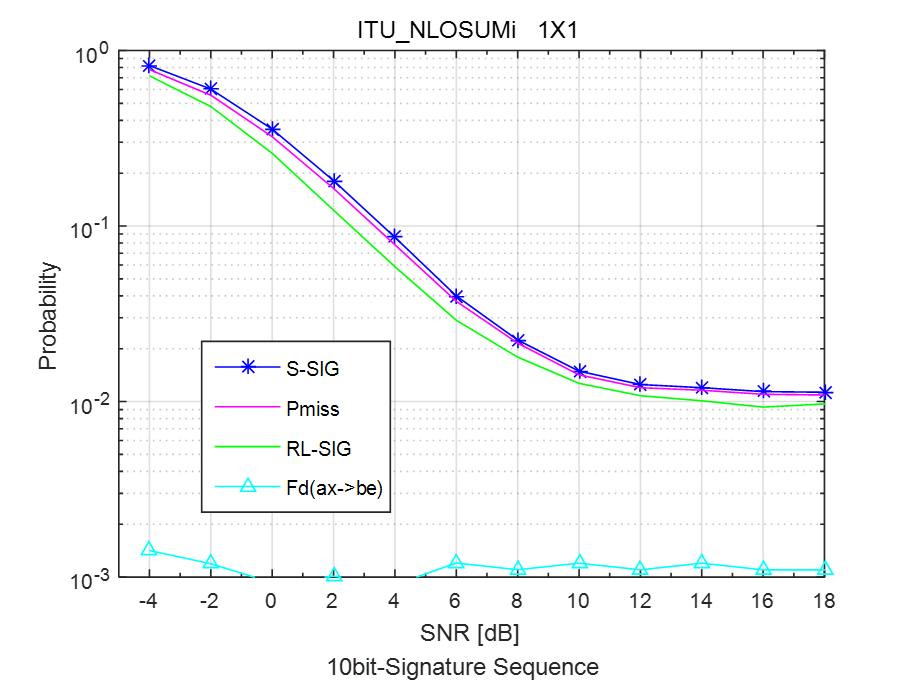 ITU_NLOSUMi 1X1
10^0
10^-1
10^-2
10^-3
Probability
S-SIG
Pmiss
RL-SIG
Fd(ax->be)
-4 -2 0 2 4 6 8 10 12 14 16 18
SNR [dB]
10bit-Signature Sequence